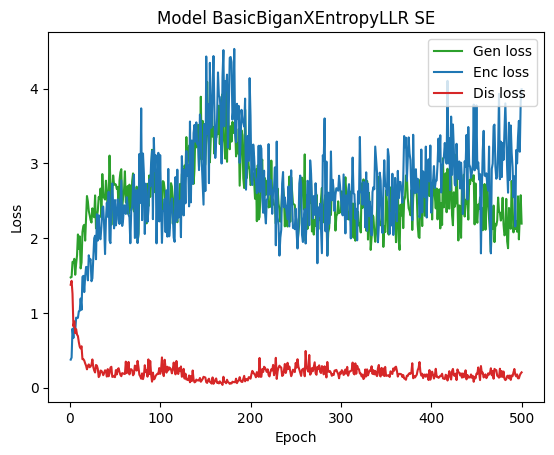 Model BasicBiganXEntropyLLR SE
Gen loss
Enc loss
Dis loss
4
3
2
1
0
Loss
0
100
200
300
400
500
Epoch